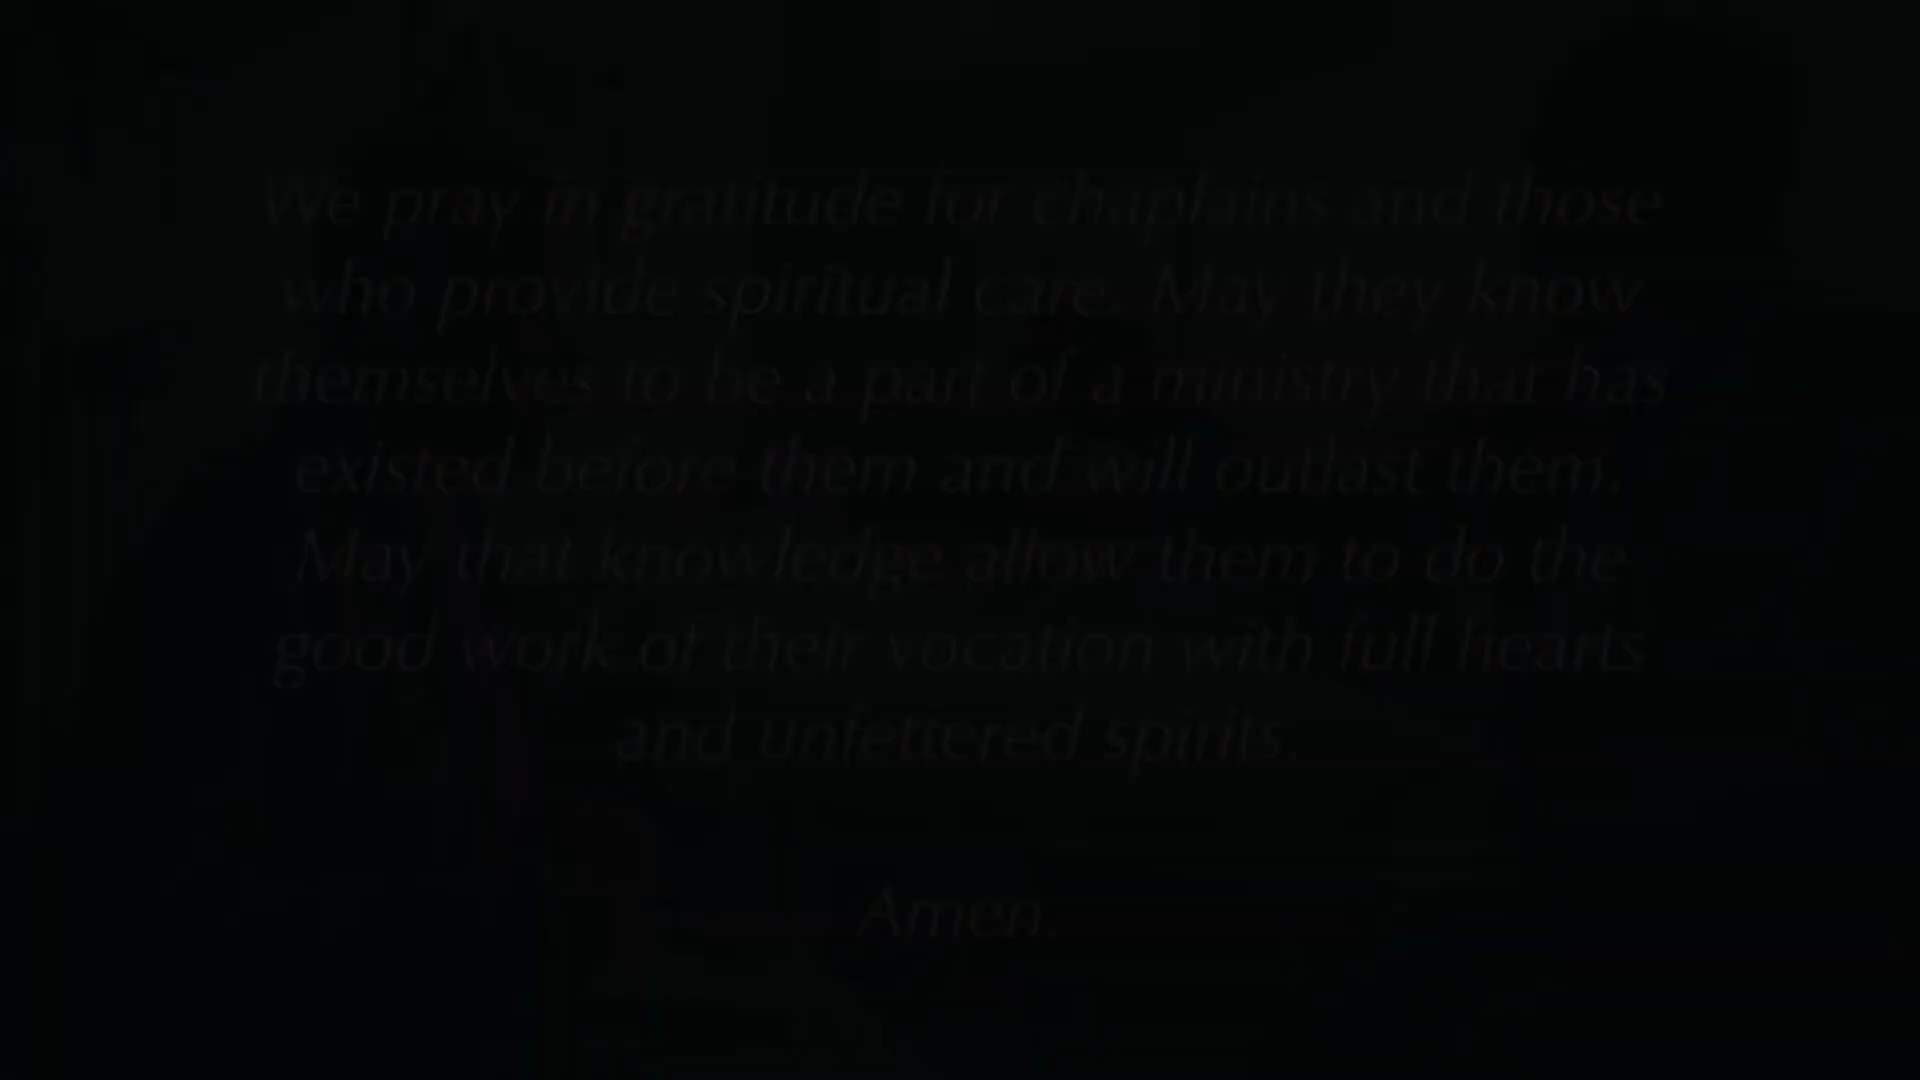 We pray in gratitude for chaplains and those
who provide spiritual care. May they know
themselves to be a part of a ministry that has
existed before them and will outlast them.
May that knowledge allow them to do the
good work of their vocation with full hearts
and unfettered spirits.
Amen.